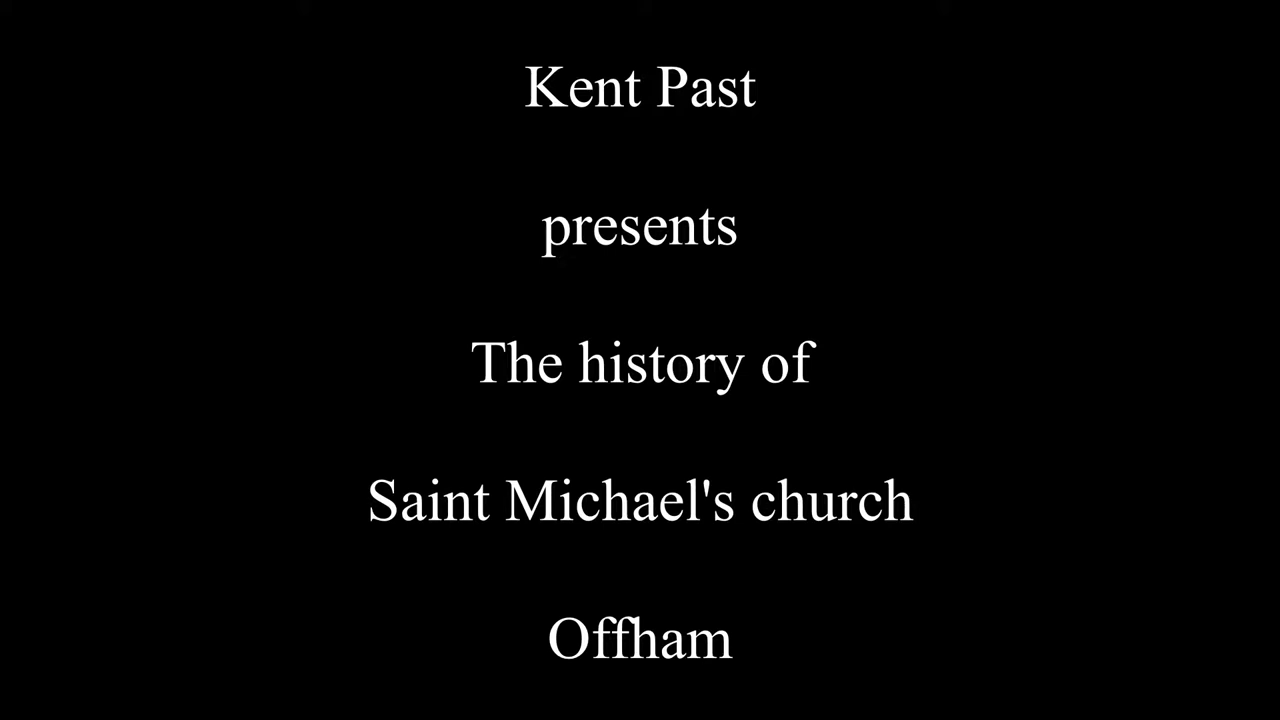 Kent Past
presents
The history of
Saint Michael's church
Offham